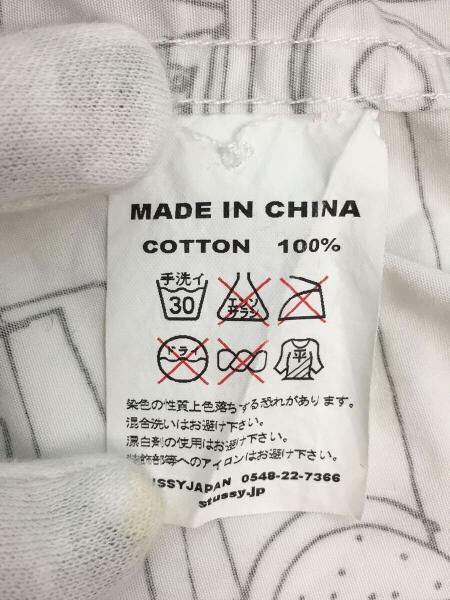 MADE IN CHINA
COTTON 100%
手洗イ
30
エンソ
サラシ
ドライ
平
染色の性質上色落ちする恐れがあります。
混合洗いはお避け下さい。
漂白剤の使用はお避け下さい。
装飾部等へのアイロンはお避け下さい。
USSYJAPAN 0548-22-7366
stussy.jp